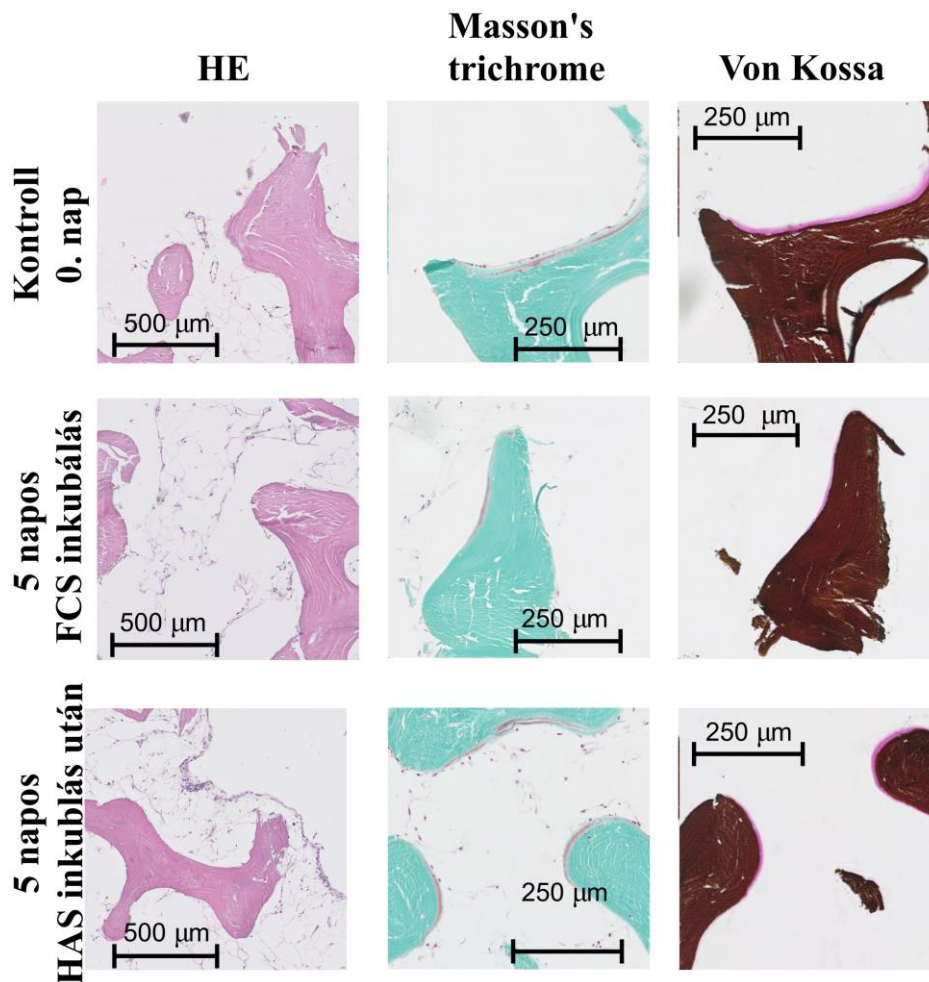 HE
Masson's
trichrome
Von Kossa
Kontroll
0. nap
500 μm
250 μm
250 μm
5 napos
FCS inkubálás
500 μm
250 μm
250 μm
5 napos
HAS inkublás után
500 μm
250 μm
250 μm